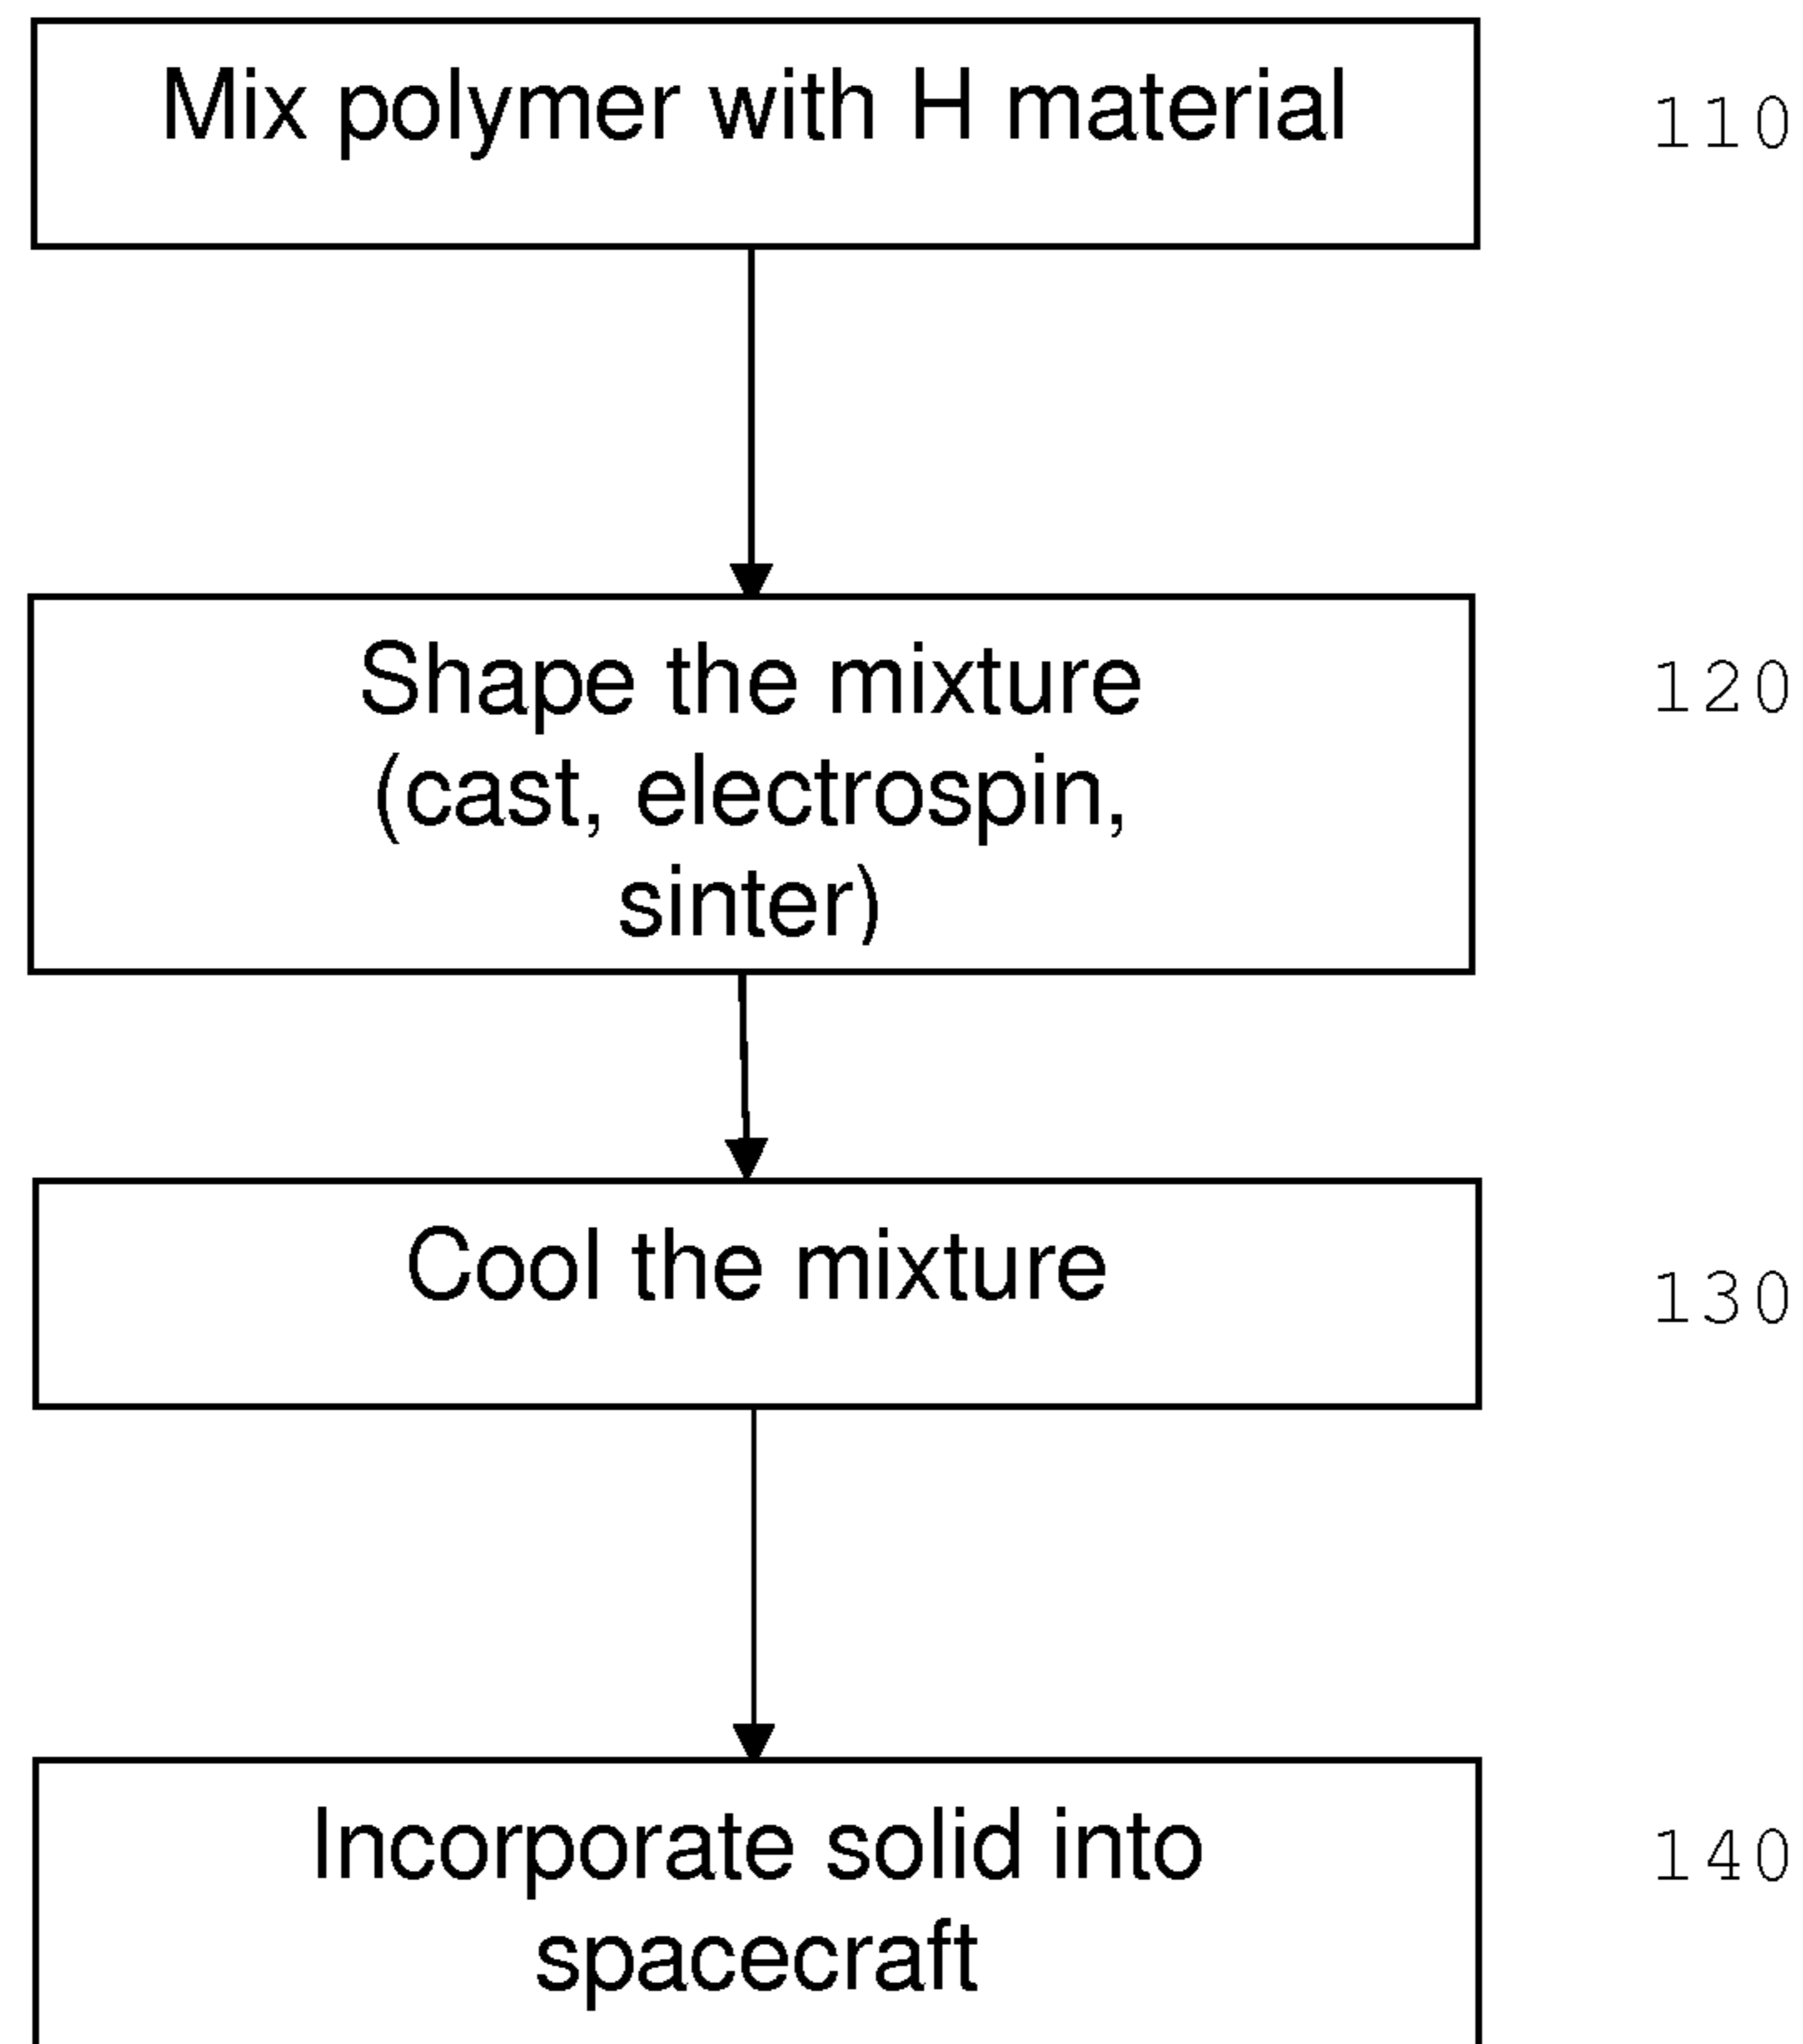 Mix polymer with H material
110
Shape the mixture
120
(cast, electrospin,
sinter)
Cool the mixture
130
Incorporate solid into
140
spacecraft